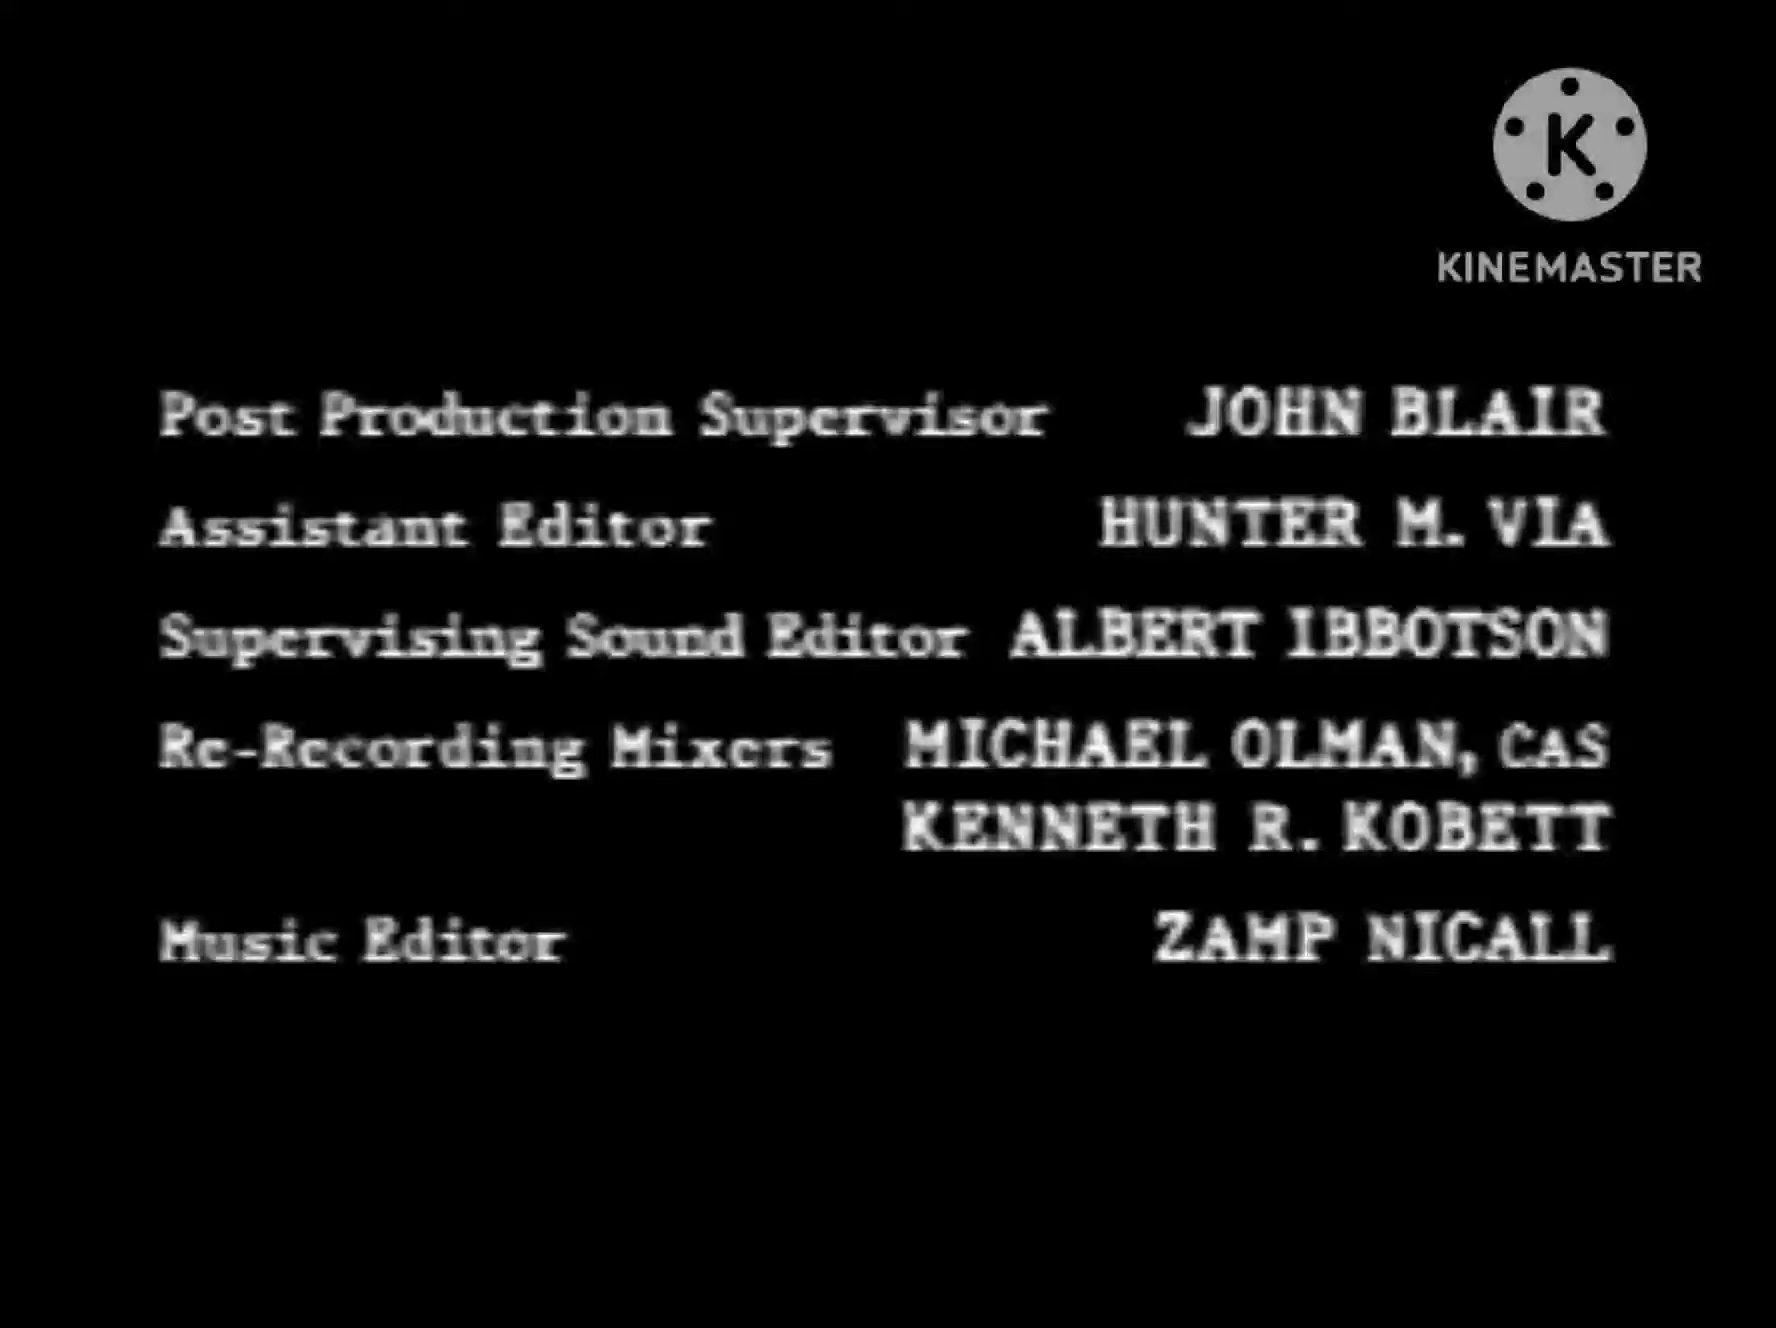 K
KINEMASTER
Post Production Supervisor JOHN BLAIR
Assistant Editor HUNTER M. VIA
Supervising Sound Editor ALBERT IBBOTSON
Re-Recording Mixers MICHAEL OLMAN, CAS
KENNETH R. KOBETT
Music Editor ZAMP NICALL